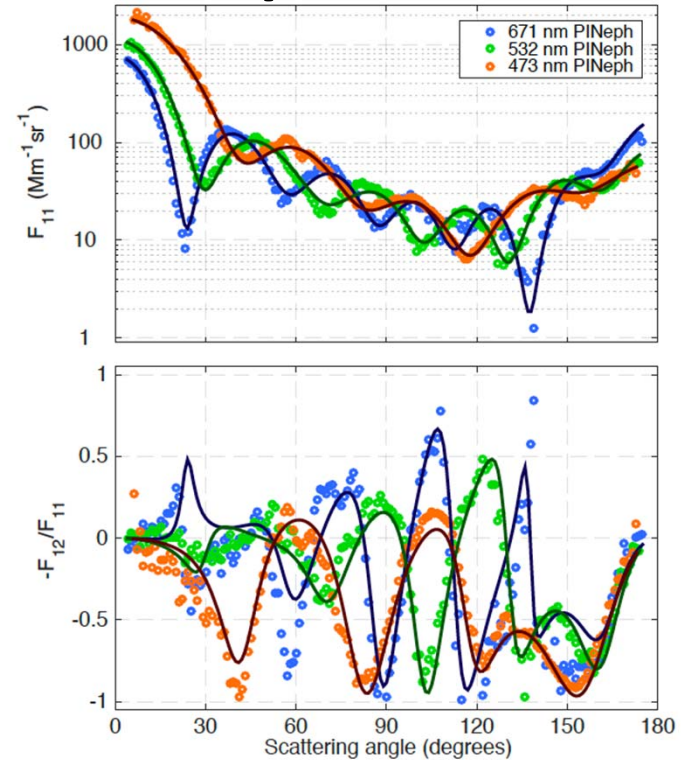 1000
100
10
1
F11 (Mm-1sr-1)
671 nm PINeph
532 nm PINeph
473 nm PINeph
1
0.5
0
-0.5
-1
-F12/F11
0 30 60 90 120 150 180
Scattering angle (degrees)